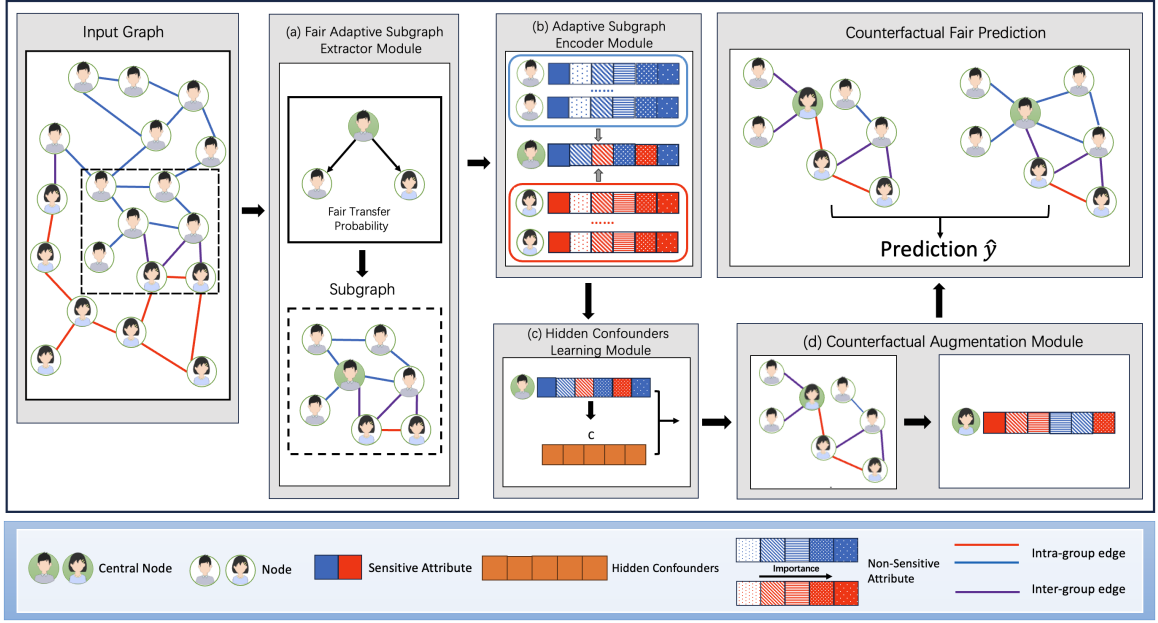 Input Graph
(a) Fair Adaptive Subgraph
Extractor Module
Fair Transfer
Probability
Subgraph
(b) Adaptive Subgraph
Encoder Module
......
......
(c) Hidden Confounders
Learning Module
C
Counterfactual Fair Prediction
Prediction ŷ
(d) Counterfactual Augmentation Module
Central Node
Node
Sensitive Attribute
Hidden Confounders
Importance
Non-Sensitive
Attribute
Intra-group edge
Inter-group edge